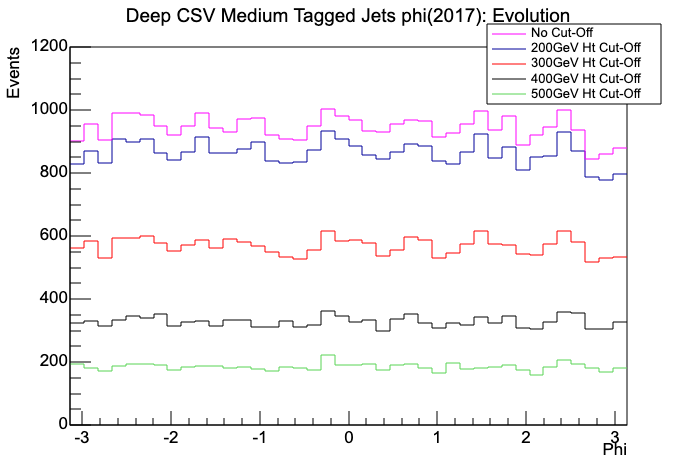 Deep CSV Medium Tagged Jets phi(2017): Evolution
Events
No Cut-Off
200GeV Ht Cut-Off
300GeV Ht Cut-Off
400GeV Ht Cut-Off
500GeV Ht Cut-Off
1200
1000
800
600
400
200
0
-3 -2 -1 0 1 2 3
Phi